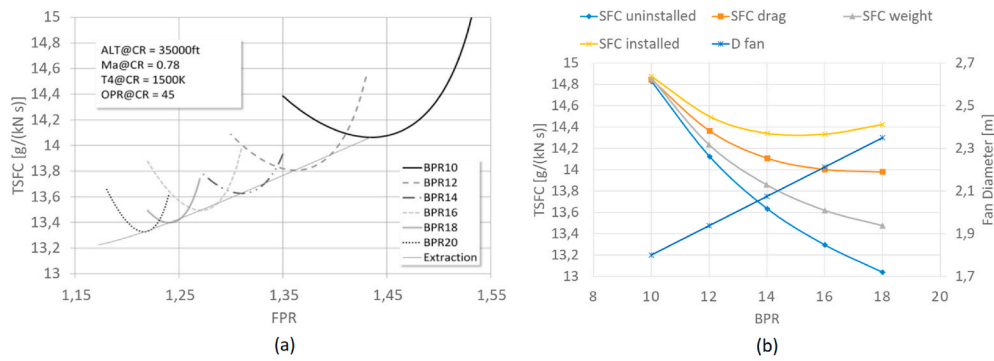 TSFC [g/(kN s)]
15
14,8
14,6
14,4
14,2
14
13,8
13,6
13,4
13,2
13
ALT@CR = 35000ft
Ma@CR = 0.78
T4@CR = 1500K
OPR@CR = 45
BPR10
BPR12
BPR14
BPR16
BPR18
BPR20
Extraction
1,15 1,25 1,35 1,45 1,55
FPR
(a)
SFC uninstalled SFC drag SFC weight
SFC installed D fan
TSFC [g/(kN s)]
15
14,8
14,6
14,4
14,2
14
13,8
13,6
13,4
13,2
13
2,7
2,5
2,3
2,1
1,9
1,7
Fan Diameter [m]
8 10 12 14 16 18 20
BPR
(b)